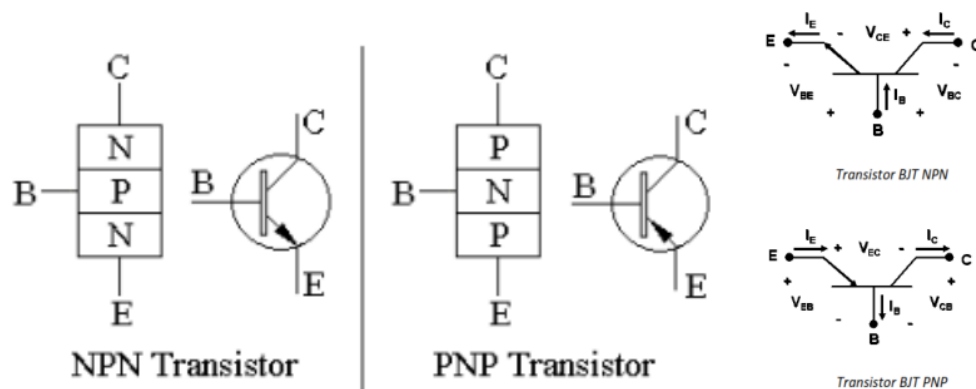 C
N
B P
N
E
C
B
E
NPN Transistor
C
P
B N
P
E
C
B
E
PNP Transistor
I_E - V_CE + I_C
E C
- -
V_BE I_B V_BC
+ +
B
Transistor BJT NPN
I_E + V_EC - I_C
E C
+ +
V_EB I_B V_CB
- -
B
Transistor BJT PNP